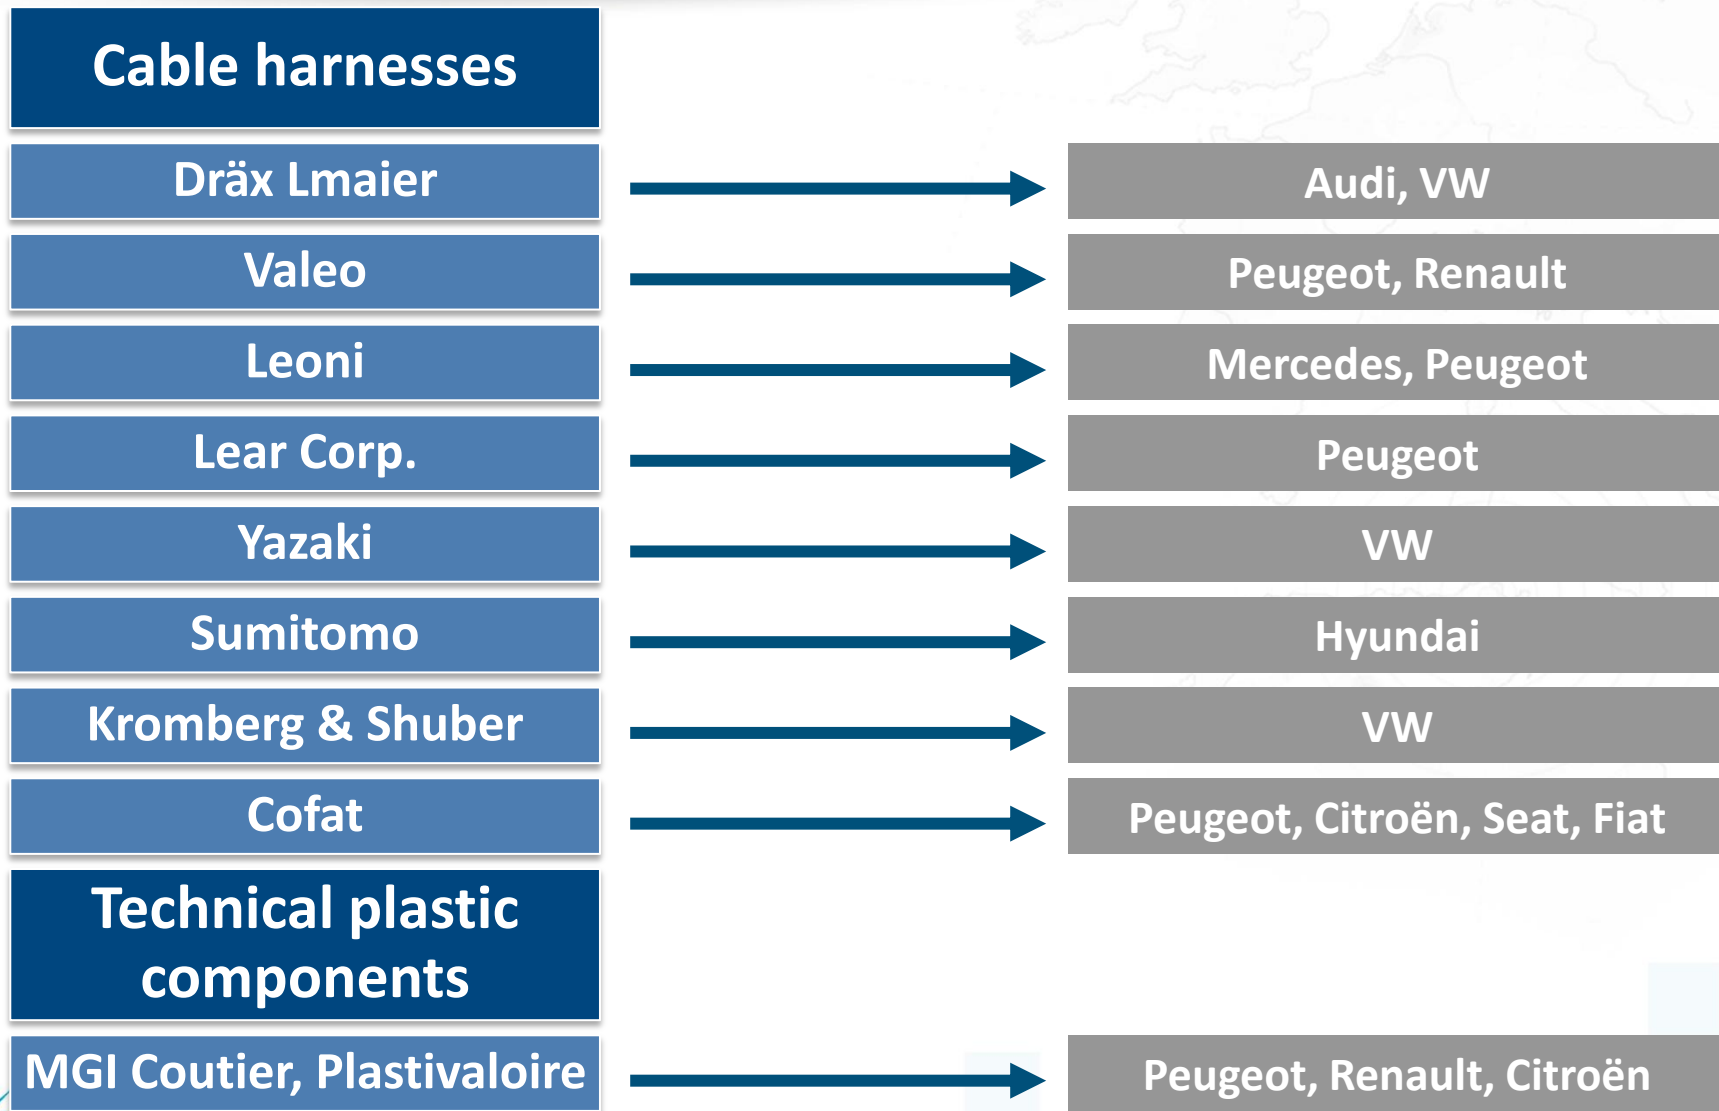 Cable harnesses
Dräx Lmaier
Audi, VW
Valeo
Peugeot, Renault
Leoni
Mercedes, Peugeot
Lear Corp.
Peugeot
Yazaki
VW
Sumitomo
Hyundai
Kromberg & Shuber
VW
Cofat
Peugeot, Citroën, Seat, Fiat
Technical plastic
components
MGI Coutier, Plastivaloire
Peugeot, Renault, Citroën